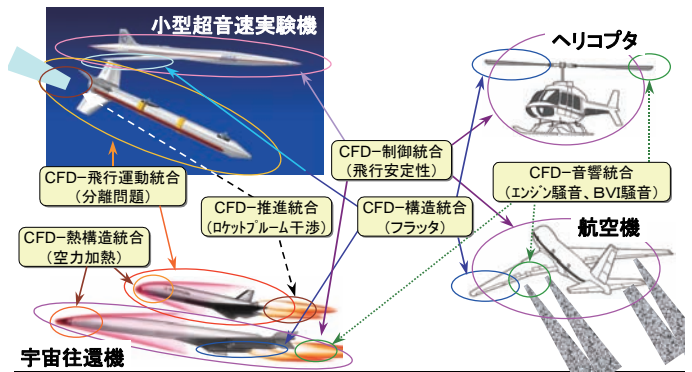 小型超音速実験機
ヘリコプタ
CFD−制御統合
(飛行安定性)
CFD−音響統合
(エンジン騒音、BVI騒音)
CFD−飛行運動統合
(分離問題)
CFD−推進統合
(ロケットプルーム干渉)
CFD−構造統合
(フラッタ)
航空機
CFD−熱構造統合
(空力加熱)
宇宙往還機